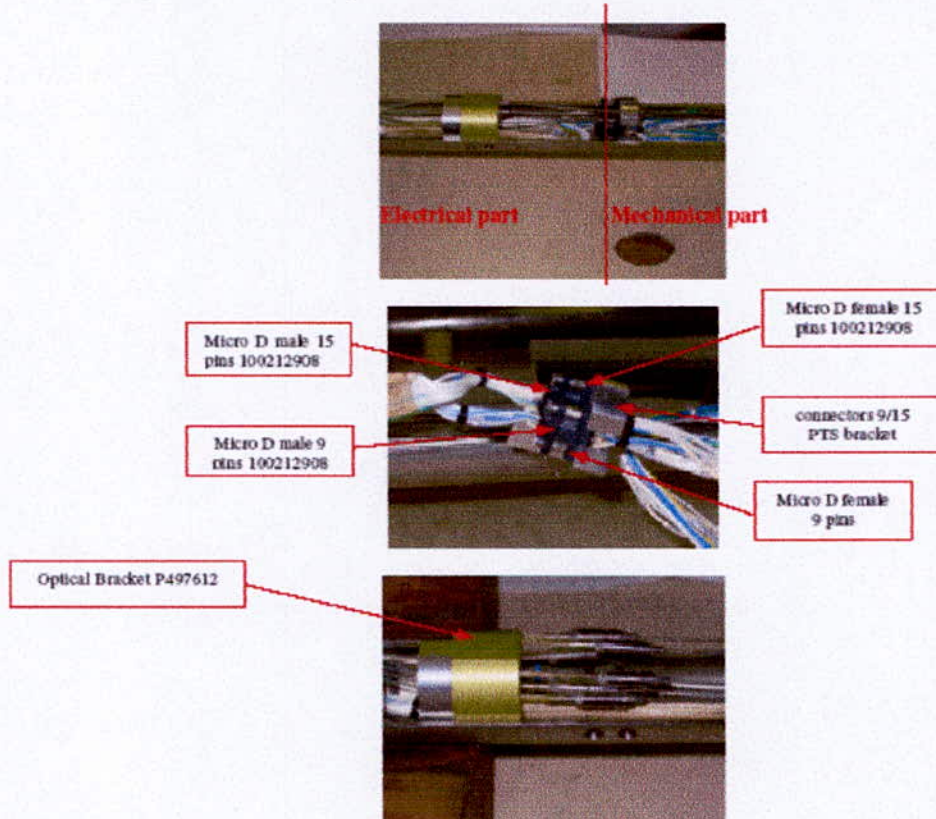 Electrical part
Mechanical part
Micro D male 15
pins 100212908
Micro D female 15
pins 100212908
Micro D male 9
pins 100212908
connectors 9/15
PTS bracket
Micro D female
9 pins
Optical Bracket P497612